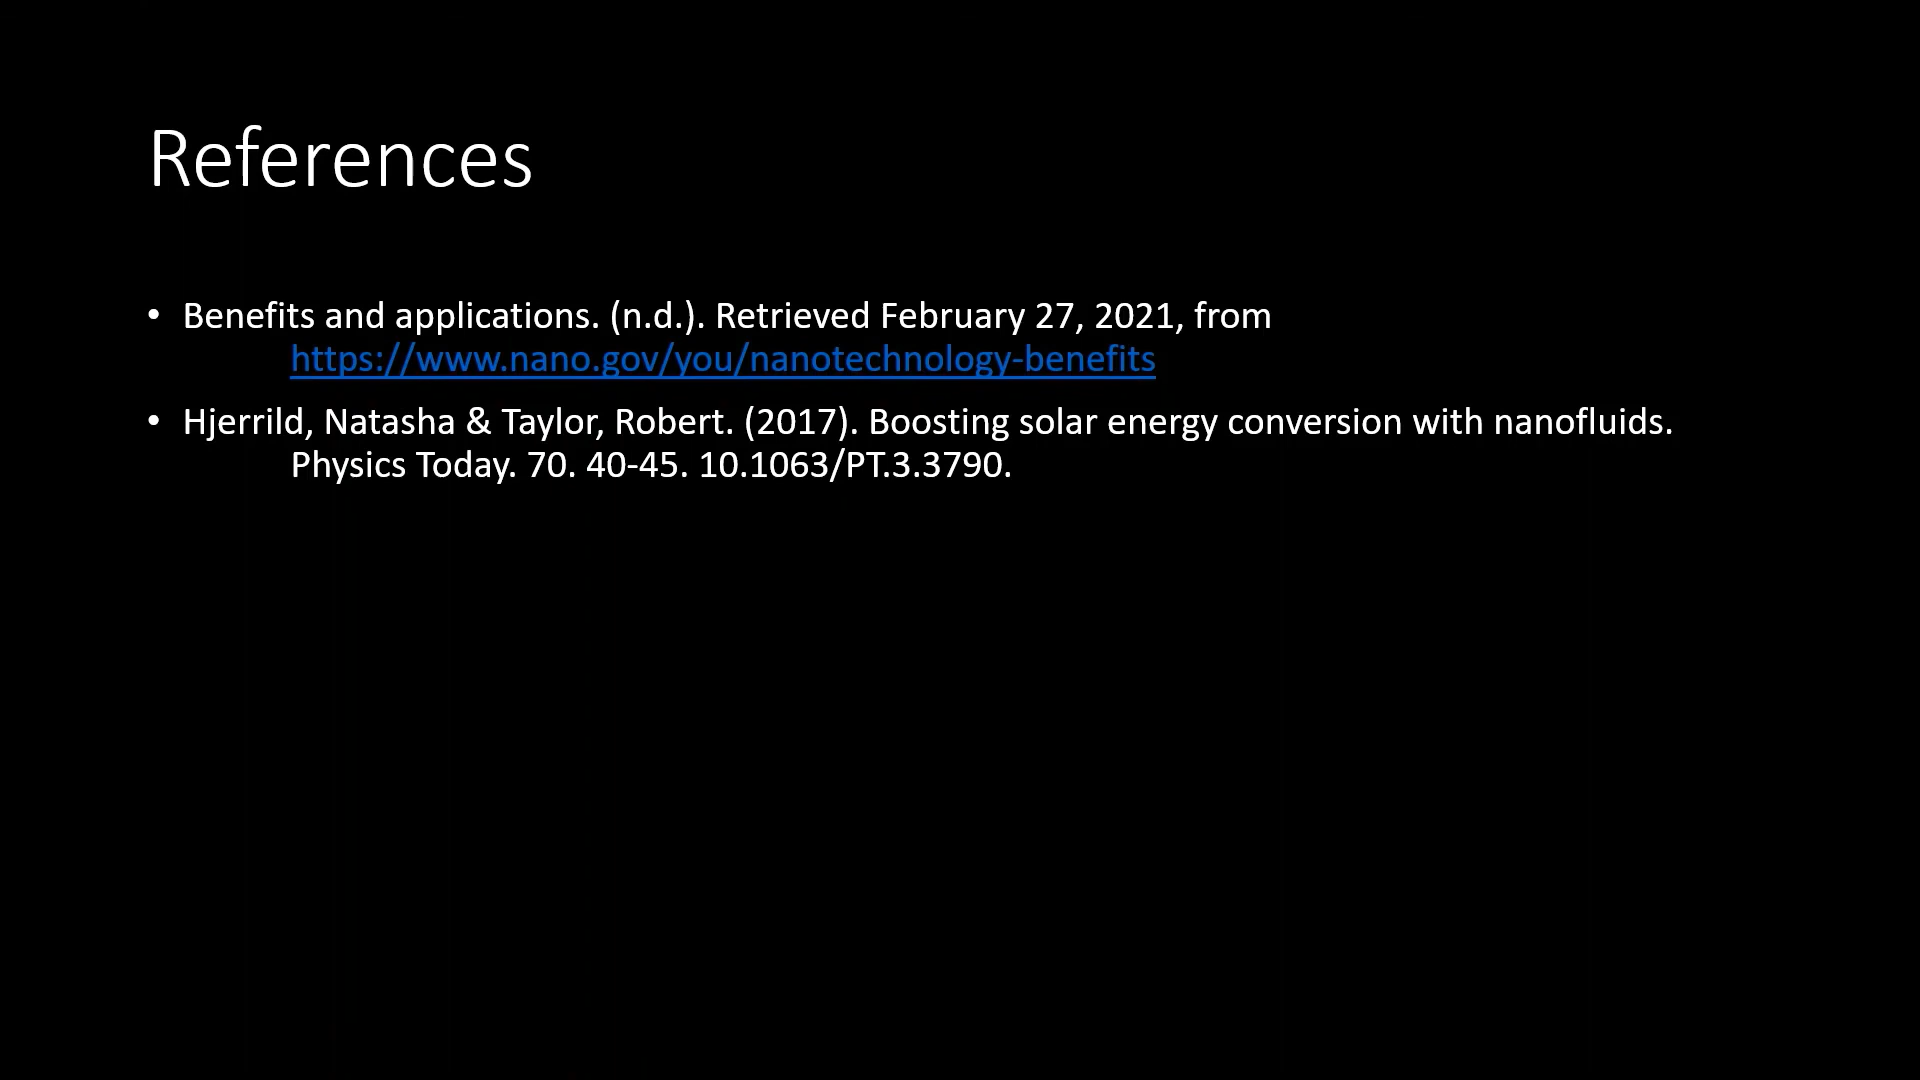 References
• Benefits and applications. (n.d.). Retrieved February 27, 2021, from
https://www.nano.gov/you/nanotechnology-benefits
• Hjerrild, Natasha & Taylor, Robert. (2017). Boosting solar energy conversion with nanofluids.
Physics Today. 70. 40-45. 10.1063/PT.3.3790.